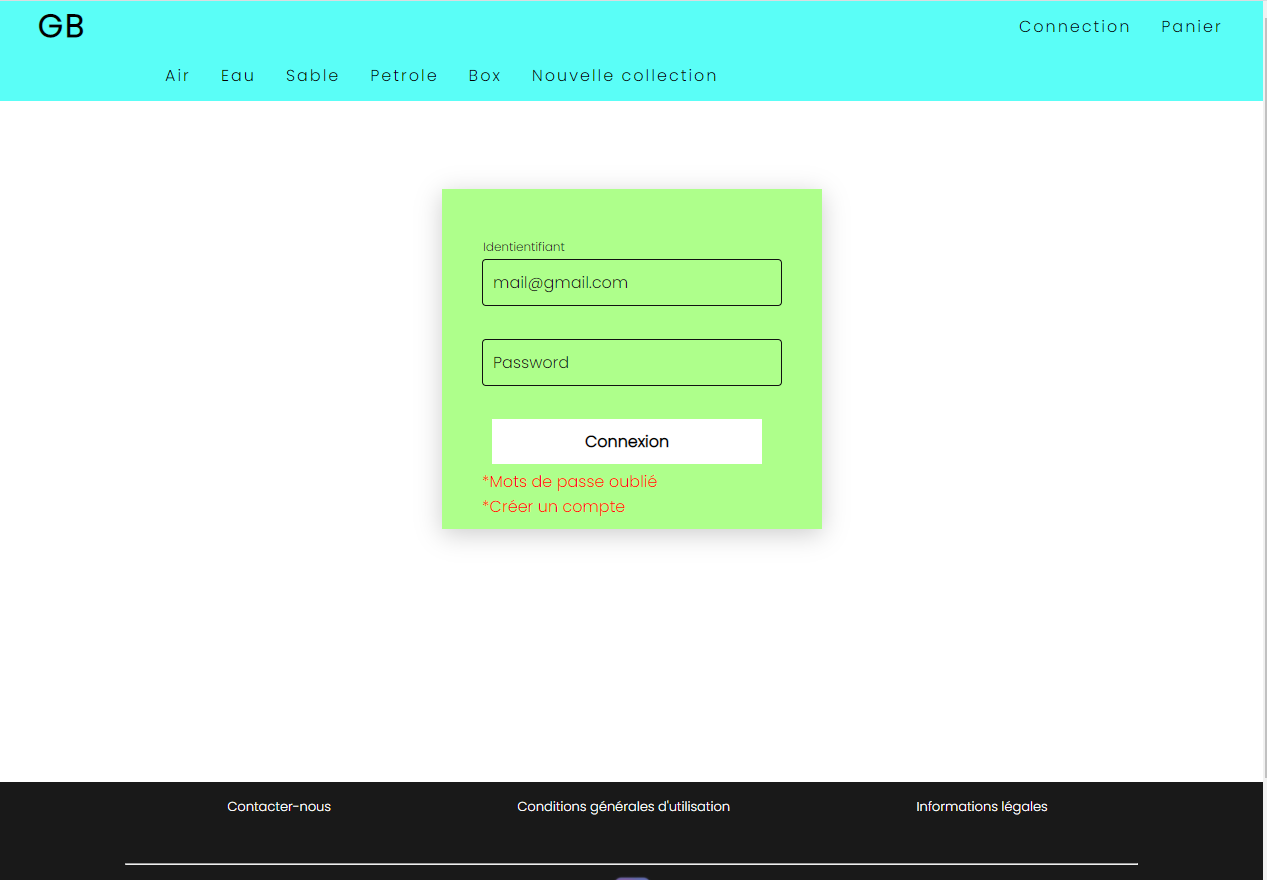 GB
Connection Panier
Air Eau Sable Petrole Box Nouvelle collection
Identientifiant
mail@gmail.com
Password
Connexion
*Mots de passe oublié
*Créer un compte
Contacter-nous Conditions générales d'utilisation Informations légales